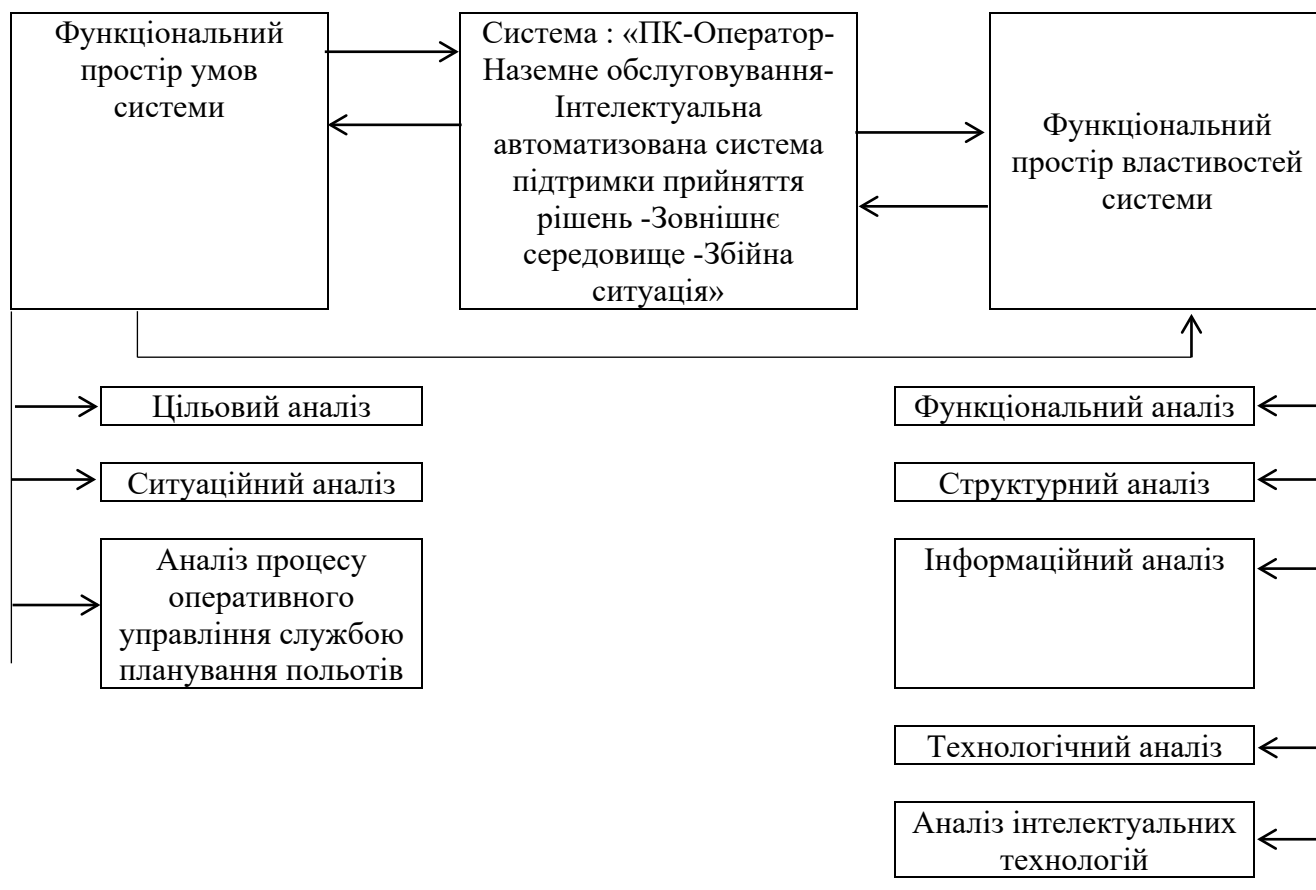 Функціональний
простір умов
системи
Система : «ПК-Оператор-
Наземне обслуговування-
Інтелектуальна
автоматизована система
підтримки прийняття
рішень -Зовнішнє
середовище -Збійна
ситуація»
Функціональний
простір властивостей
системи
Цільовий аналіз
Ситуаційний аналіз
Аналіз процесу
оперативного
управління службою
планування польотів
Функціональний аналіз
Структурний аналіз
Інформаційний аналіз
Технологічний аналіз
Аналіз інтелектуальних
технологій